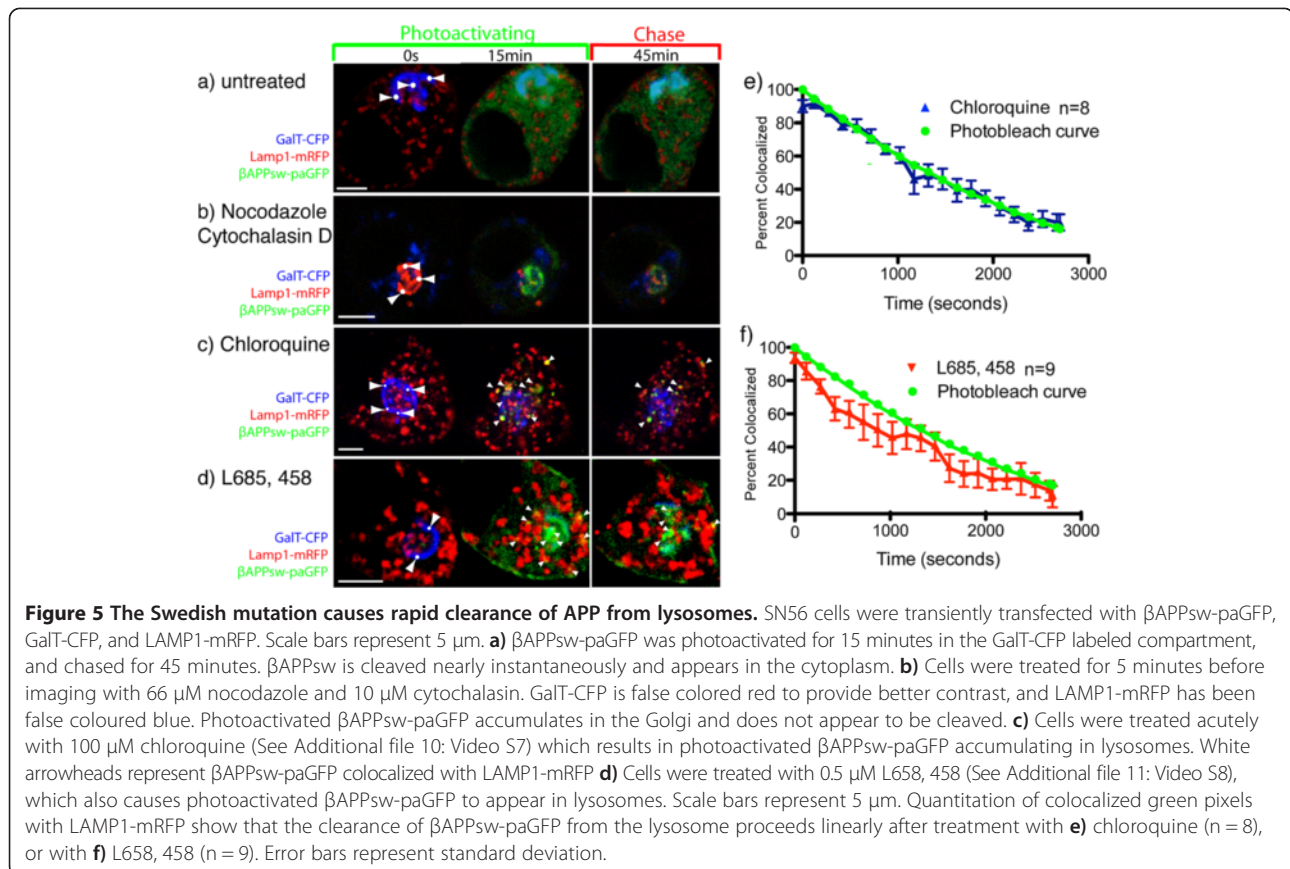 Photoactivating
Chase
0s
15min
45min
a) untreated
GalT-CFP
Lamp1-mRFP
βAPPsw-paGFP
b) Nocodazole
Cytochalasin D
GalT-CFP
Lamp1-mRFP
βAPPsw-paGFP
c) Chloroquine
GalT-CFP
Lamp1-mRFP
βAPPsw-paGFP
d) L685, 458
GalT-CFP
Lamp1-mRFP
βAPPsw-paGFP
e)
Chloroquine n=8
Photobleach curve
Percent Colocalized
100
80
60
40
20
0
0
1000
2000
3000
Time (seconds)
f)
L685, 458 n=9
Photobleach curve
Percent Colocalized
100
80
60
40
20
0
0
1000
2000
3000
Time (seconds)
Figure 5 The Swedish mutation causes rapid clearance of APP from lysosomes. SN56 cells were transiently transfected with βAPPsw-paGFP,
GalT-CFP, and LAMP1-mRFP. Scale bars represent 5 μm. a) βAPPsw-paGFP was photoactivated for 15 minutes in the GalT-CFP labeled compartment,
and chased for 45 minutes. βAPPsw is cleaved nearly instantaneously and appears in the cytoplasm. b) Cells were treated for 5 minutes before
imaging with 66 μM nocodazole and 10 μM cytochalasin. GalT-CFP is false colored red to provide better contrast, and LAMP1-mRFP has been
false coloured blue. Photoactivated βAPPsw-paGFP accumulates in the Golgi and does not appear to be cleaved. c) Cells were treated acutely
with 100 μM chloroquine (See Additional file 10: Video S7) which results in photoactivated βAPPsw-paGFP accumulating in lysosomes. White
arrowheads represent βAPPsw-paGFP colocalized with LAMP1-mRFP d) Cells were treated with 0.5 μM L658, 458 (See Additional file 11: Video S8),
which also causes photoactivated βAPPsw-paGFP to appear in lysosomes. Scale bars represent 5 μm. Quantitation of colocalized green pixels
with LAMP1-mRFP show that the clearance of βAPPsw-paGFP from the lysosome proceeds linearly after treatment with e) chloroquine (n = 8),
or with f) L658, 458 (n = 9). Error bars represent standard deviation.